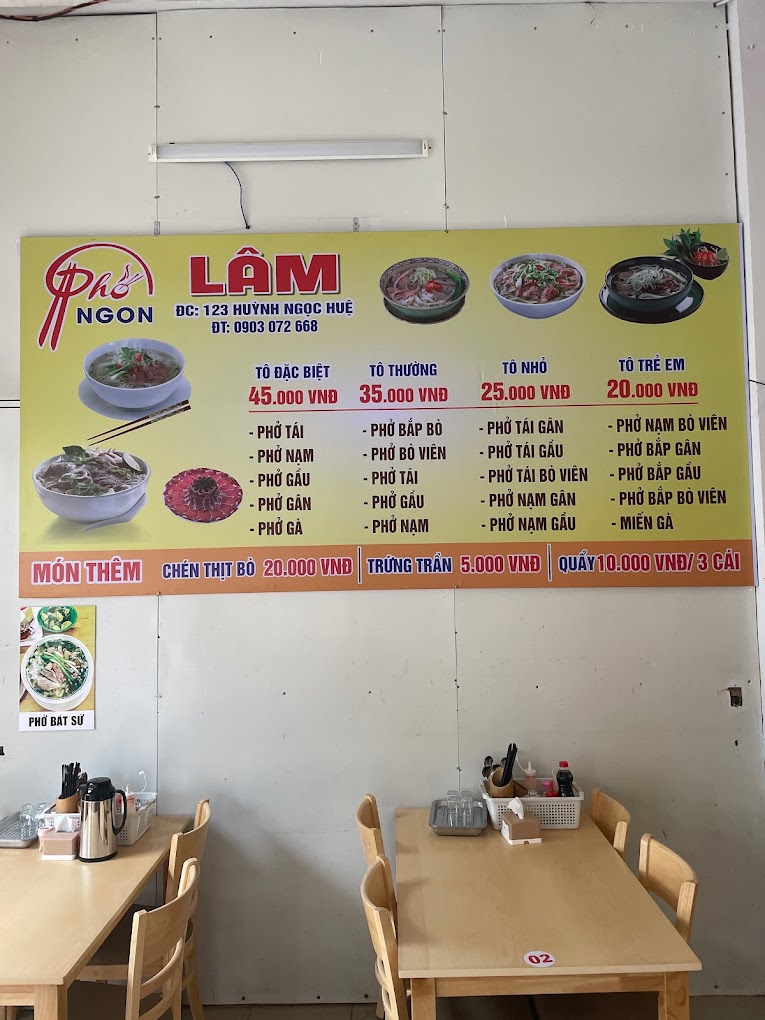 Phở
NGON
LÂM
ĐC: 123 HUỲNH NGỌC HUỆ
ĐT: 0903 072 668
TÔ ĐẶC BIỆT
45.000 VNĐ
- PHỞ TÁI
- PHỞ NẠM
- PHỞ GẦU
- PHỞ GÂN
- PHỞ GÀ
TÔ THƯỜNG
35.000 VNĐ
- PHỞ BẮP BÒ
- PHỞ BÒ VIÊN
- PHỞ TÁI
- PHỞ GẦU
- PHỞ NẠM
TÔ NHỎ
25.000 VNĐ
- PHỞ TÁI GÂN
- PHỞ TÁI GẦU
- PHỞ TÁI BÒ VIÊN
- PHỞ NẠM GÂN
- PHỞ NẠM GẦU
TÔ TRẺ EM
20.000 VNĐ
- PHỞ NẠM BÒ VIÊN
- PHỞ BẮP GÂN
- PHỞ BẮP GẦU
- PHỞ BẮP BÒ VIÊN
- MIẾN GÀ
MÓN THÊM CHÉN THỊT BÒ 20.000 VNĐ TRỨNG TRẦN 5.000 VNĐ QUẨY 10.000 VNĐ/ 3 CÁI
PHỞ BÁT SỨ
02